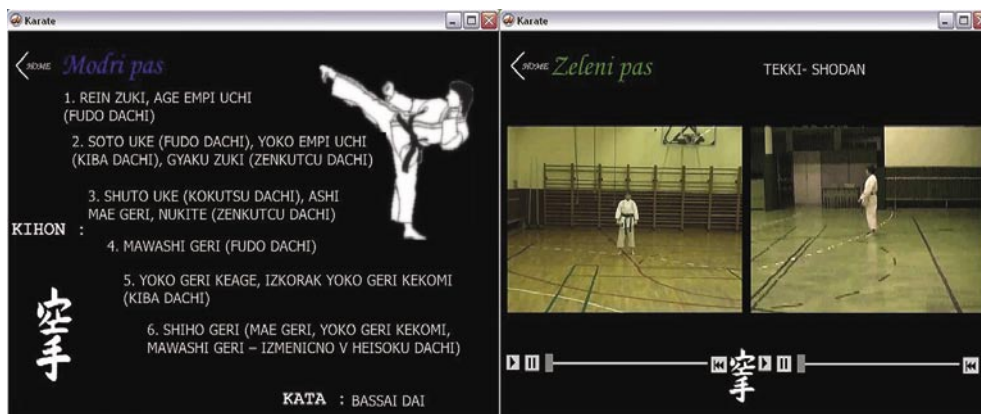 Karate
HOME Modri pas
1. REIN ZUKI, AGE EMPI UCHI
(FUDO DACHI)
2. SOTO UKE (FUDO DACHI), YOKO EMPI UCHI
(KIBA DACHI), GYAKU ZUKI (ZENKUTCU DACHI)
3. SHUTO UKE (KOKUTSU DACHI), ASHI
MAE GERI, NUKITE (ZENKUTCU DACHI)
KIHON :
4. MAWASHI GERI (FUDO DACHI)
5. YOKO GERI KEAGE, IZKORAK YOKO GERI KEKOMI
(KIBA DACHI)
6. SHIHO GERI (MAE GERI, YOKO GERI KEKOMI,
MAWASHI GERI – IZMENICNO V HEISOKU DACHI)
空手
KATA : BASSAI DAI
Karate
HOME Zeleni pas
TEKKI- SHODAN
空手